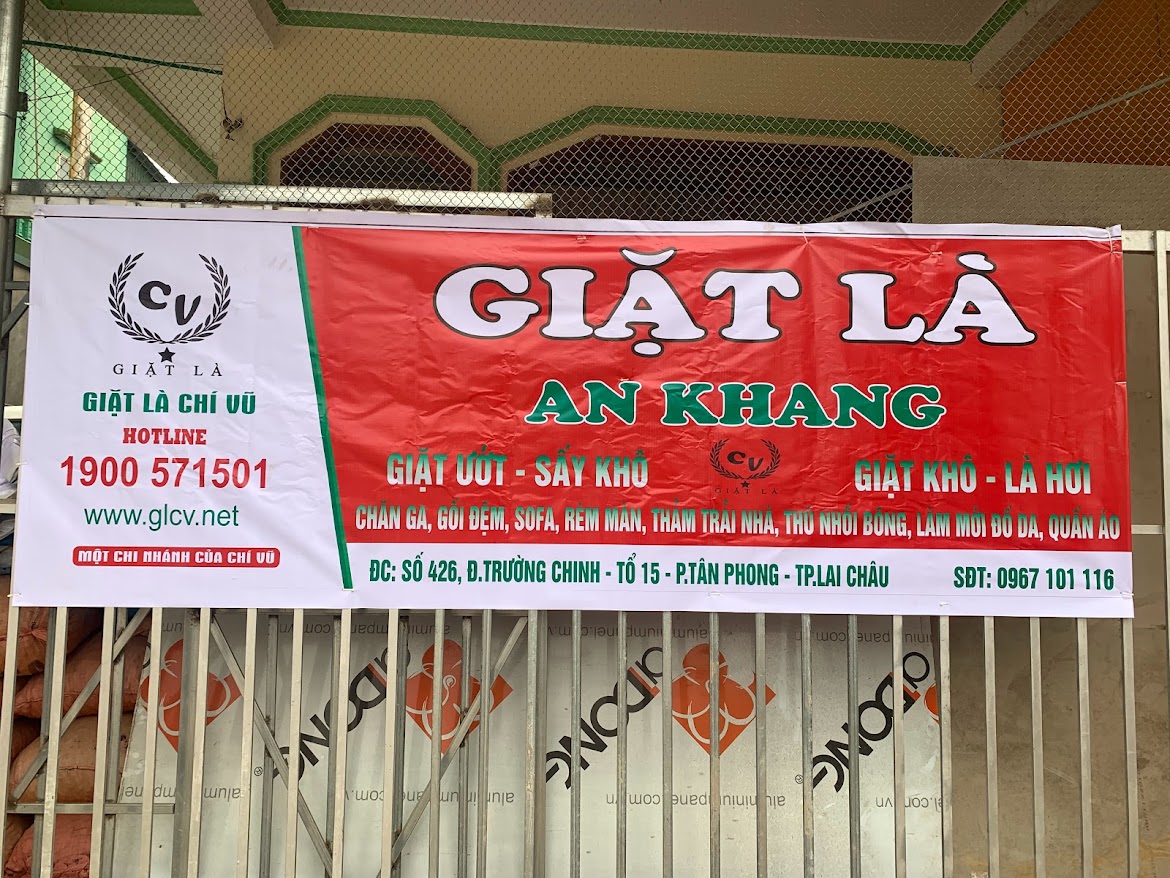 CV
GIẶT LÀ
GIẶT LÀ CHÍ VŨ
HOTLINE
1900 571501
www.glcv.net
MỘT CHI NHÁNH CỦA CHÍ VŨ
GIẶT LÀ
AN KHANG
GIẶT ƯỚT - SẤY KHÔ
CV
GIẶT LÀ
GIẶT KHÔ - LÀ HƠI
CHĂN GA, GỐI ĐỆM, SOFA, RÈM MÀN, THẢM TRẢI NHÀ, THÚ NHỒI BÔNG, LÀM MỚI ĐỒ DA, QUẦN ÁO
ĐC: SỐ 426, Đ.TRƯỜNG CHINH - TỔ 15 - P.TÂN PHONG - TP.LAI CHÂU
SĐT: 0967 101 116